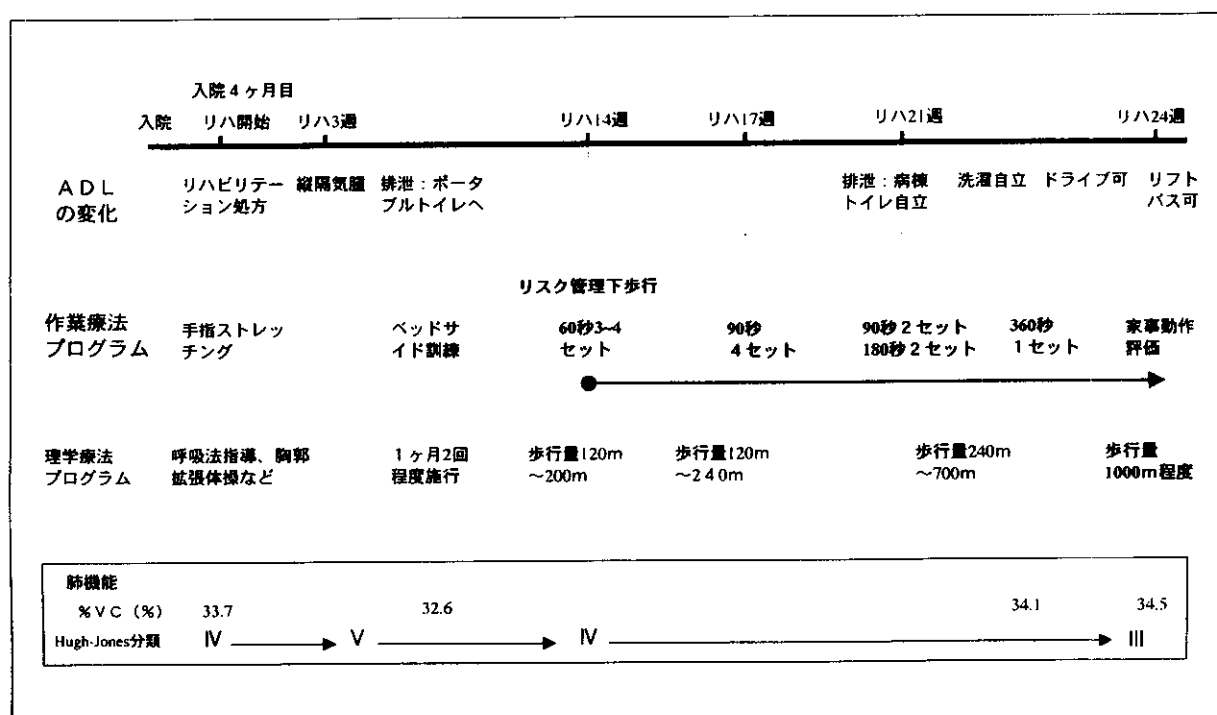 入院4ヶ月目
入院 リハ開始 リハ3週 リハ14週 リハ17週 リハ21週 リハ24週
ADL
の変化
リハビリテー
ション処方
縦隔気腫
排泄：ポータ
ブルトイレへ
排泄：病棟
トイレ自立
洗濯自立
ドライブ可
リフト
バス可
リスク管理下歩行
作業療法
プログラム
手指ストレッ
チング
ベッドサ
イド訓練
60秒3~4
セット
90秒
4セット
90秒2セット
180秒2セット
360秒
1セット
家事動作
評価
理学療法
プログラム
呼吸法指導、胸郭
拡張体操など
1ヶ月2回
程度施行
歩行量120m
～200m
歩行量120m
～240m
歩行量240m
～700m
歩行量
1000m程度
肺機能
%VC (%) 33.7 32.6 34.1 34.5
Hugh-Jones分類 IV V IV III